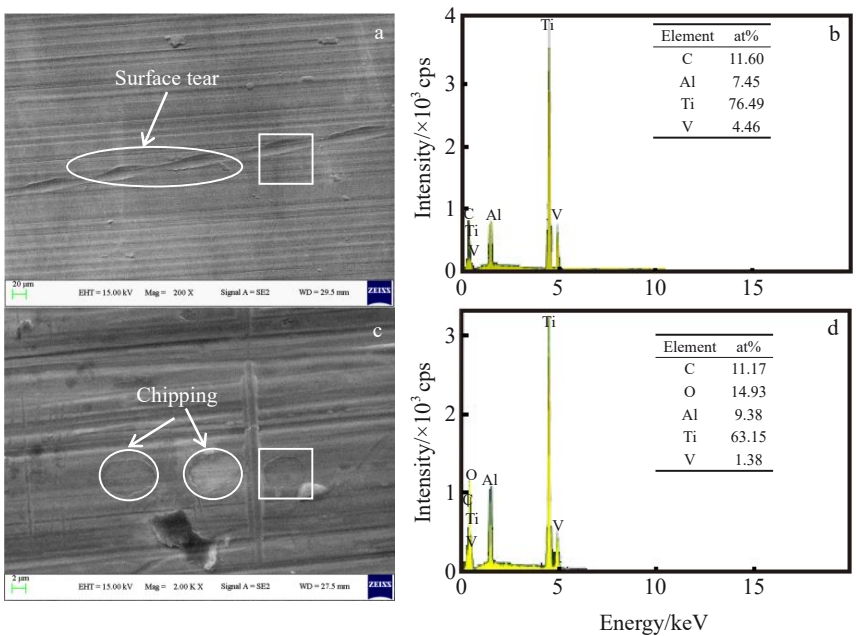 a
Surface tear
20 μm
EHT = 15.00 kV Mag = 200 X Signal A = SE2 WD = 29.5 mm
ZEISS
b
Intensity/×10³ cps
4
3
2
1
0
0 5 10 15
Ti
C
Ti
V
Al
V
Element at%
C 11.60
Al 7.45
Ti 76.49
V 4.46
c
Chipping
2 μm
EHT = 15.00 kV Mag = 2.00 K X Signal A = SE2 WD = 27.5 mm
ZEISS
d
Intensity/×10³ cps
3
2
1
0
0 5 10 15
Ti
O
C
Ti
V
Al
V
Element at%
C 11.17
O 14.93
Al 9.38
Ti 63.15
V 1.38
Energy/keV